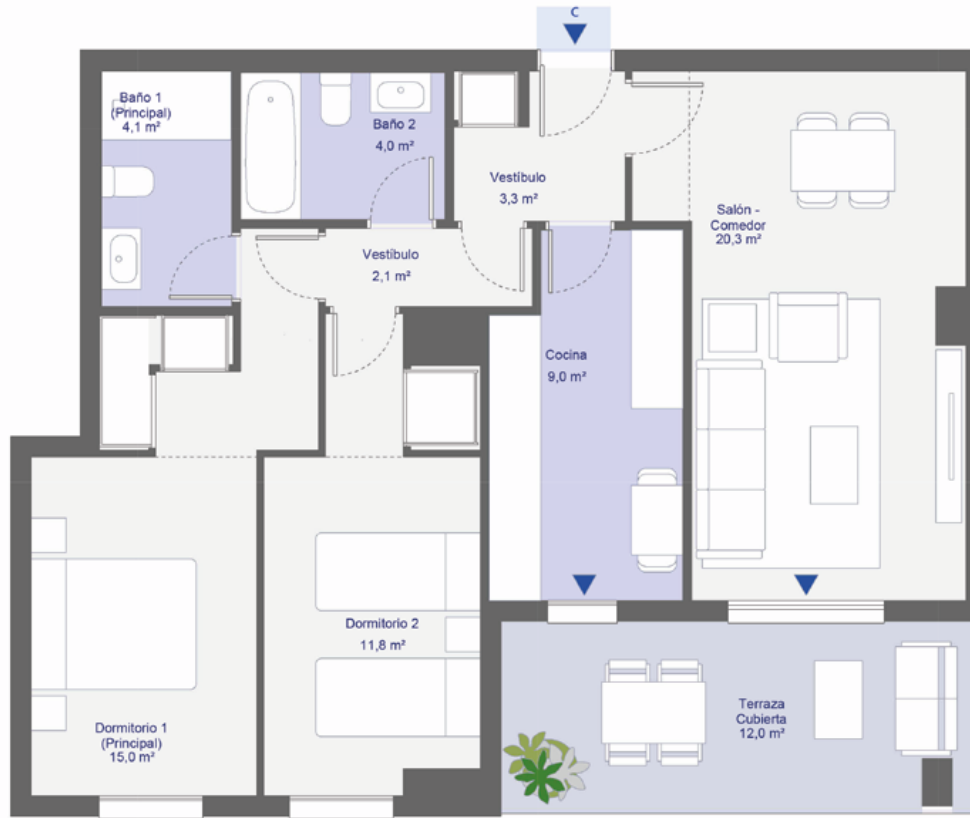 C
Baño 1
(Principal)
4,1 m²
Baño 2
4,0 m²
Vestíbulo
3,3 m²
Salón -
Comedor
20,3 m²
Vestíbulo
2,1 m²
Cocina
9,0 m²
Dormitorio 2
11,8 m²
Dormitorio 1
(Principal)
15,0 m²
Terraza
Cubierta
12,0 m²